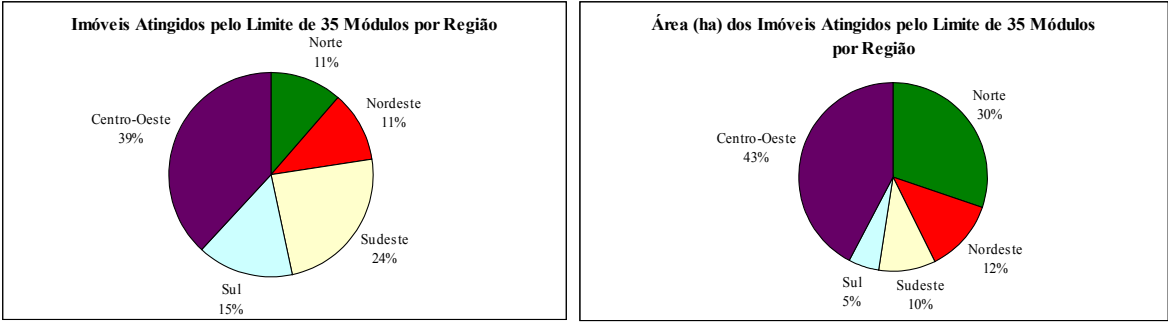 Imóveis Atingidos pelo Limite de 35 Módulos por Região
Norte
11%
Nordeste
11%
Centro-Oeste
39%
Sudeste
24%
Sul
15%
Área (ha) dos Imóveis Atingidos pelo Limite de 35 Módulos
por Região
Norte
30%
Centro-Oeste
43%
Nordeste
12%
Sul
5%
Sudeste
10%